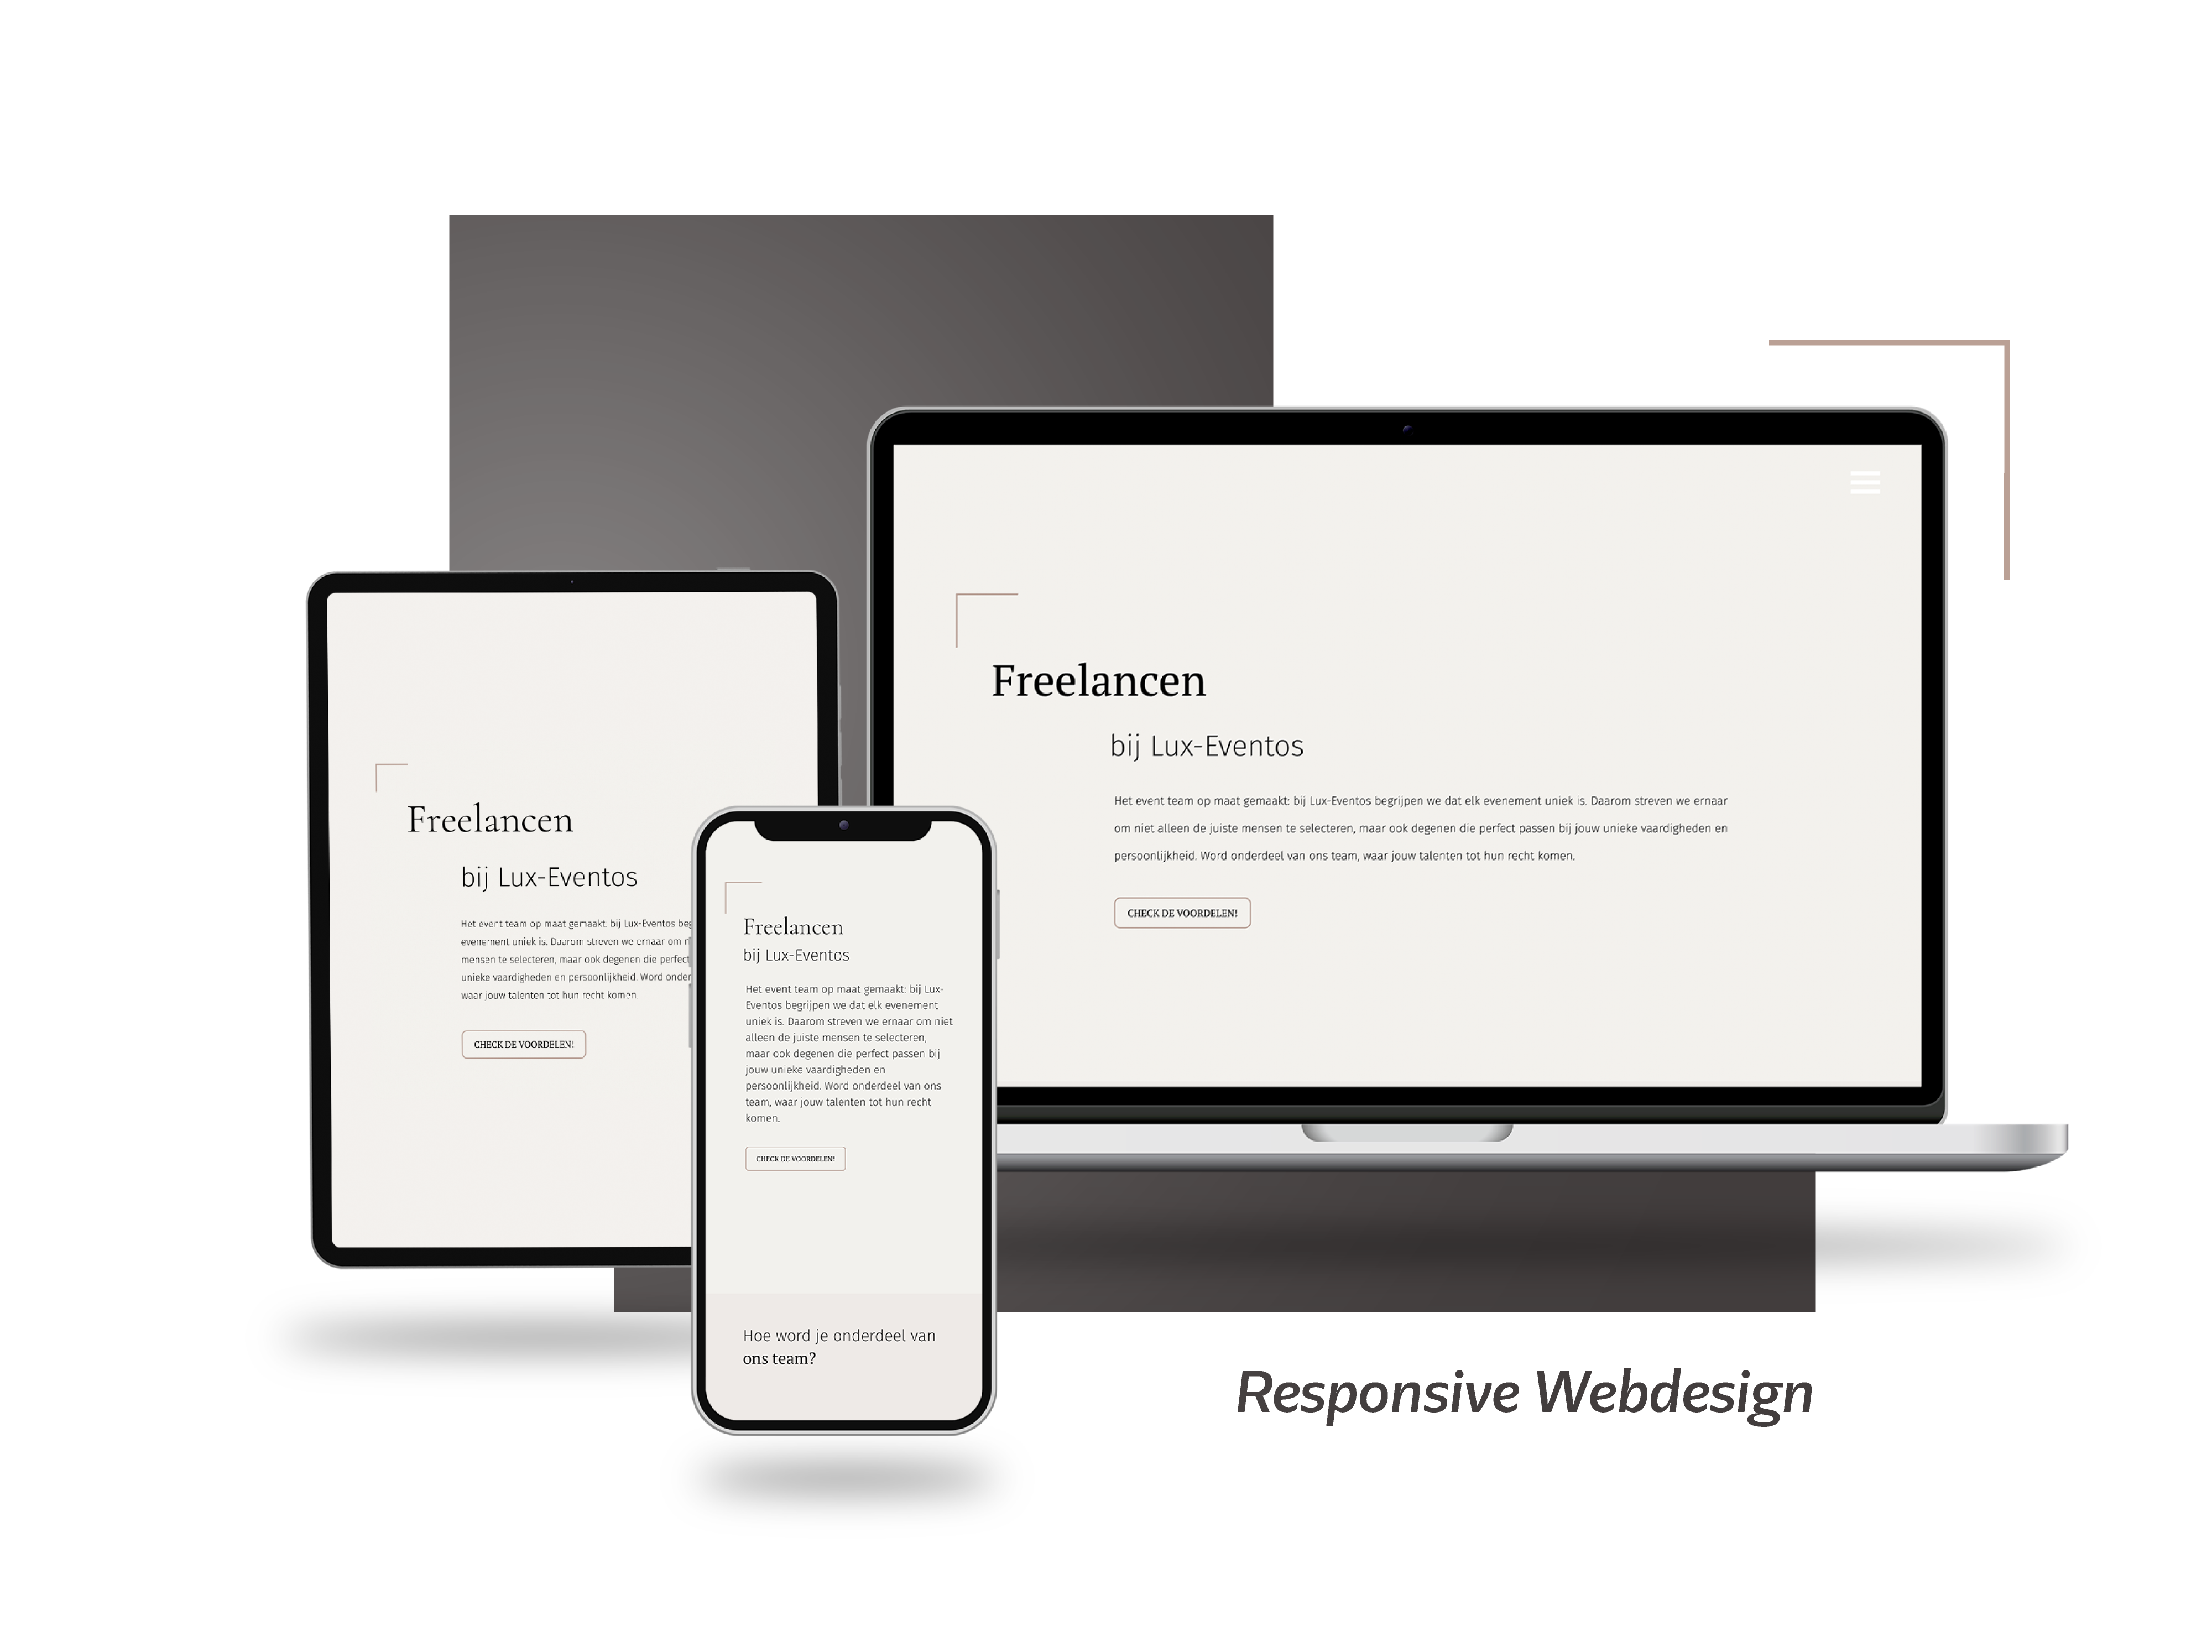 Freelancen
bij Lux-Eventos
Het event team op maat gemaakt: bij Lux-Eventos begrijpen we dat elk evenement uniek is. Daarom streven we ernaar
om niet alleen de juiste mensen te selecteren, maar ook degenen die perfect passen bij jouw unieke vaardigheden en
persoonlijkheid. Word onderdeel van ons team, waar jouw talenten tot hun recht komen.
CHECK DE VOORDELEN!
Freelancen
bij Lux-Eventos
Het event team op maat gemaakt: bij Lux-Eventos
evenement uniek is. Daarom streven we ernaar om
mensen te selecteren, maar ook degenen die perfect
unieke vaardigheden en persoonlijkheid. Word
waar jouw talenten tot hun recht komen.
CHECK DE VOORDELEN!
Freelancen
bij Lux-Eventos
Het event team op maat gemaakt: bij Lux-
Eventos begrijpen we dat elk evenement
uniek is. Daarom streven we ernaar om niet
alleen de juiste mensen te selecteren,
maar ook degenen die perfect passen bij
jouw unieke vaardigheden en
persoonlijkheid. Word onderdeel van ons
team, waar jouw talenten tot hun recht
komen.
CHECK DE VOORDELEN!
Hoe word je onderdeel van
ons team?
Responsive Webdesign